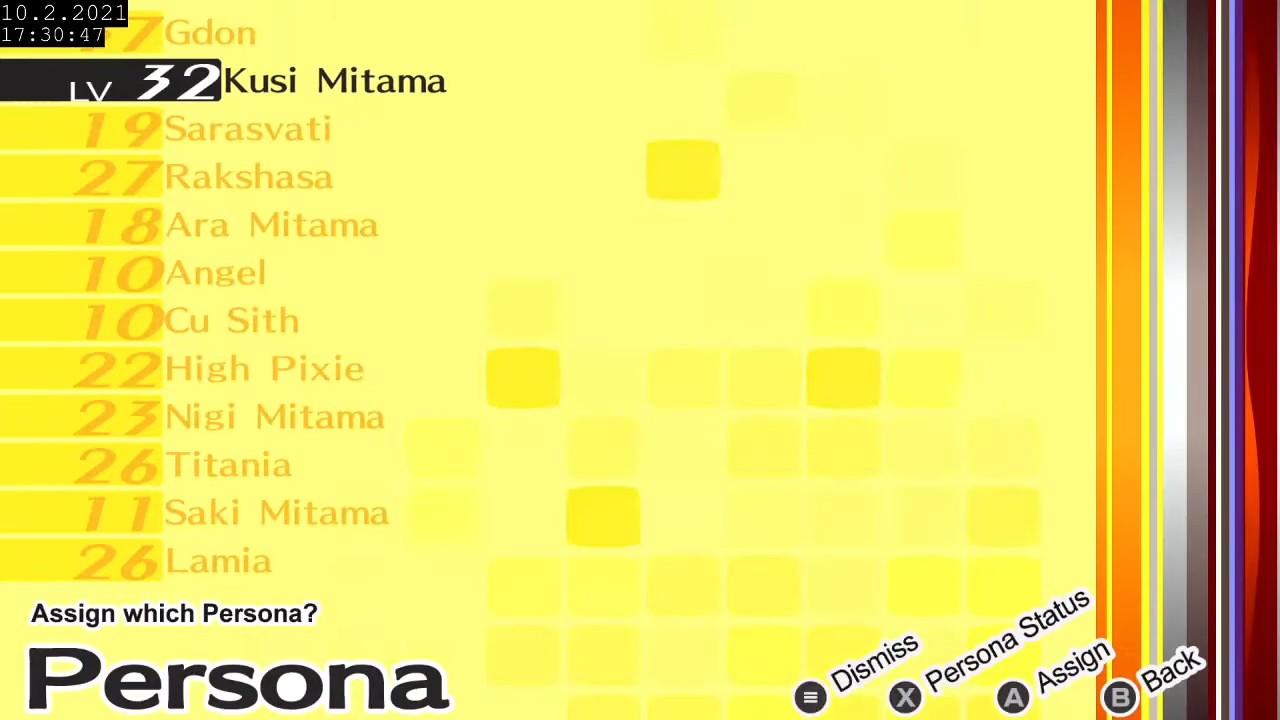 10.2.2021
17:30:47
7 Gdon
LV 32 Kusi Mitama
19 Sarasvati
27 Rakshasa
18 Ara Mitama
10 Angel
10 Cu Sith
22 High Pixie
23 Nigi Mitama
26 Titania
11 Saki Mitama
26 Lamia
Assign which Persona?
Persona
Dismiss
X Persona Status
A Assign
B Back